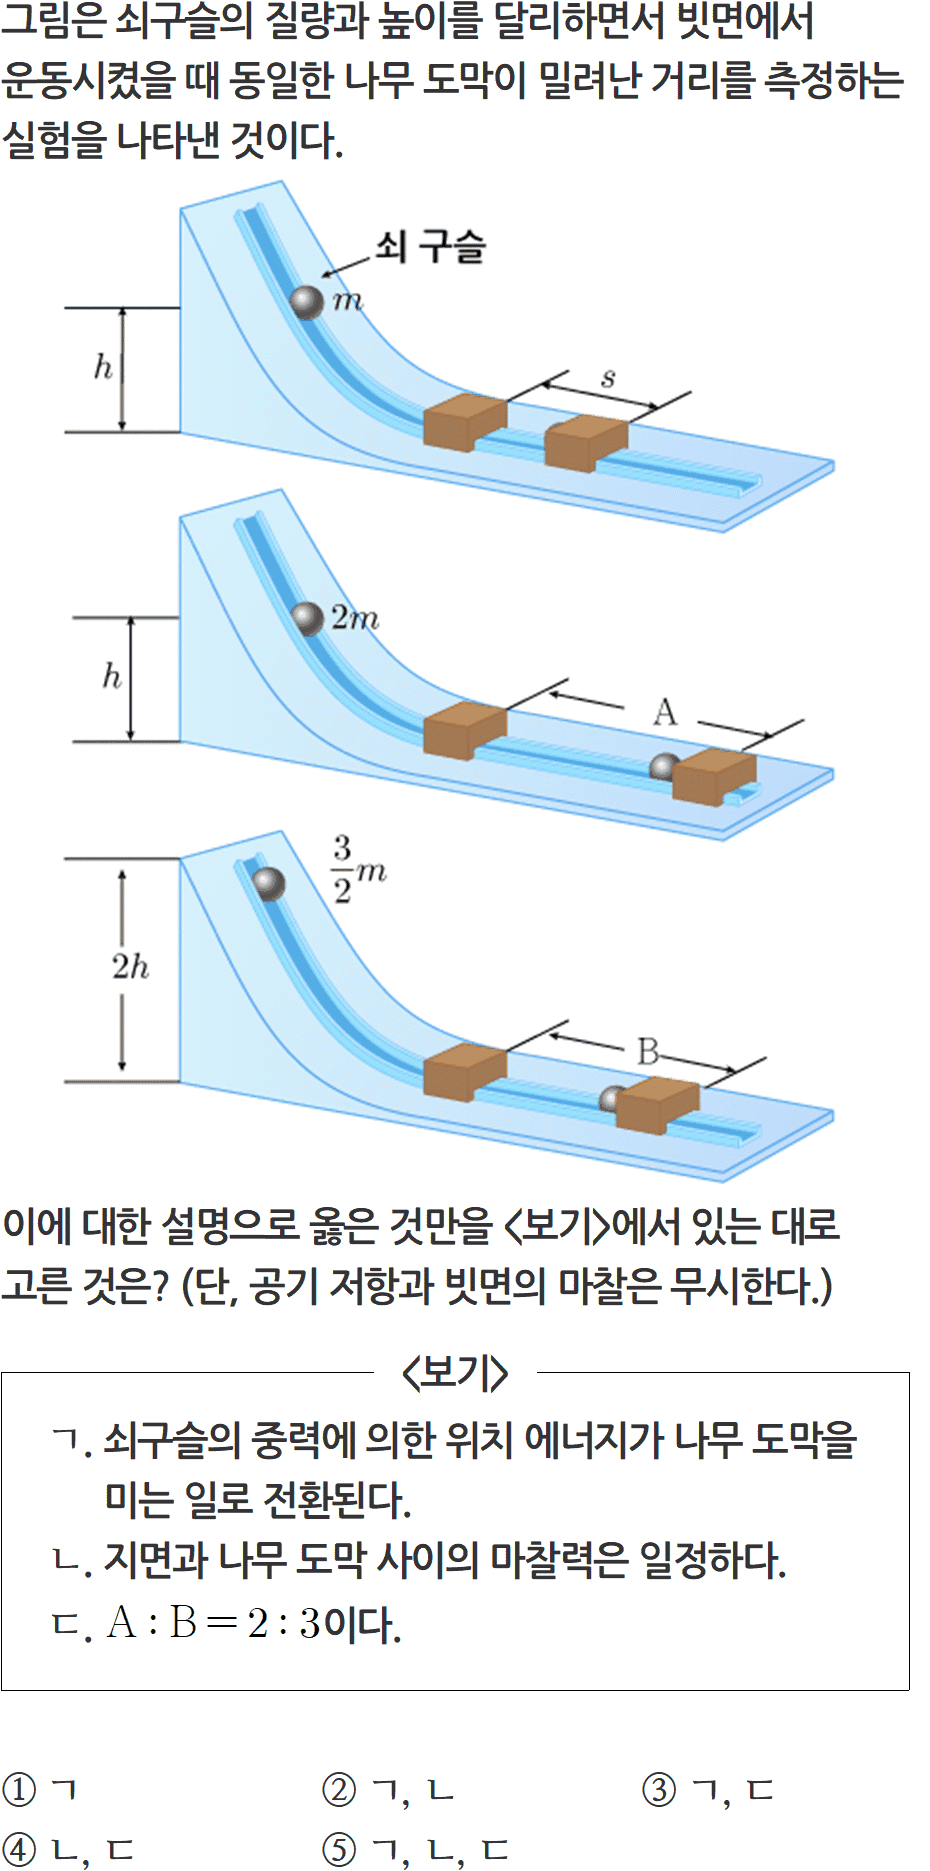 그림은 쇠구슬의 질량과 높이를 달리하면서 빗면에서
운동시켰을 때 동일한 나무 도막이 밀려난 거리를 측정하는
실험을 나타낸 것이다.
쇠 구슬
m
h
s
2m
h
A
3/2 m
2h
B
이에 대한 설명으로 옳은 것만을 <보기>에서 있는 대로
고른 것은? (단, 공기 저항과 빗면의 마찰은 무시한다.)
<보기>
ㄱ. 쇠구슬의 중력에 의한 위치 에너지가 나무 도막을
미는 일로 전환된다.
ㄴ. 지면과 나무 도막 사이의 마찰력은 일정하다.
ㄷ. A : B = 2 : 3이다.
① ㄱ ② ㄱ, ㄴ ③ ㄱ, ㄷ
④ ㄴ, ㄷ ⑤ ㄱ, ㄴ, ㄷ